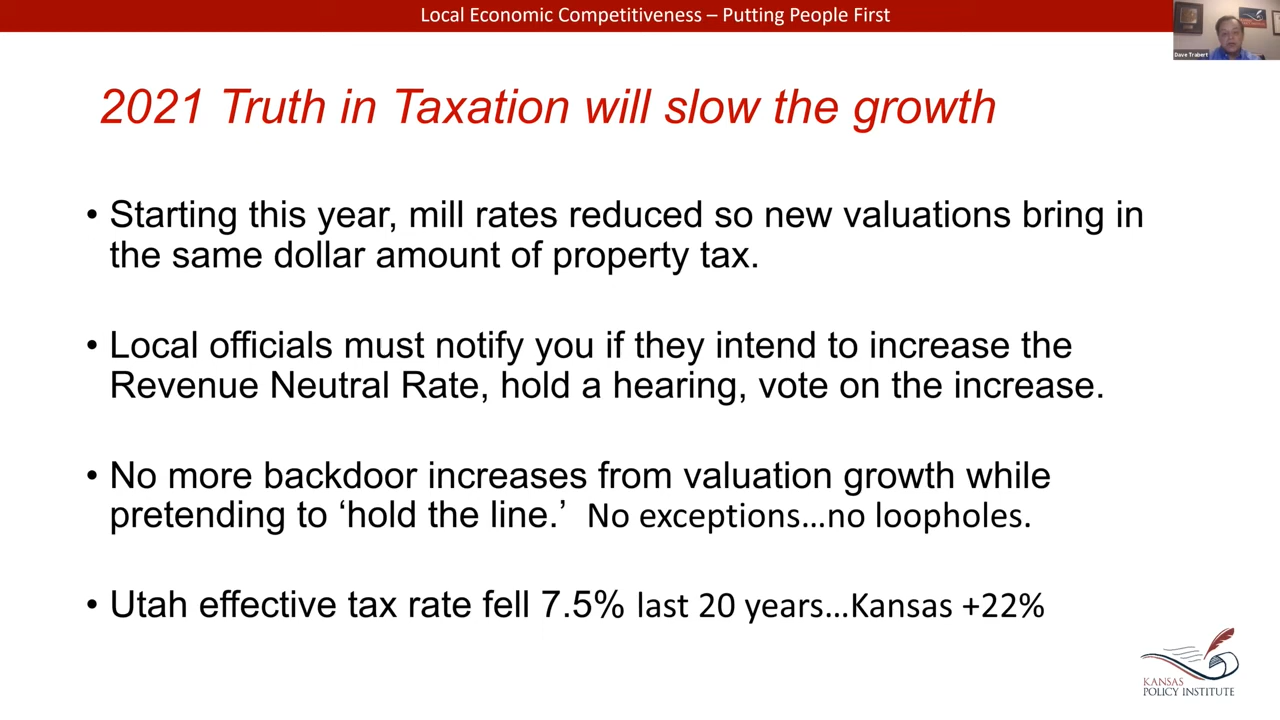 Local Economic Competitiveness – Putting People First
Dave Trabert
2021 Truth in Taxation will slow the growth
• Starting this year, mill rates reduced so new valuations bring in
the same dollar amount of property tax.
• Local officials must notify you if they intend to increase the
Revenue Neutral Rate, hold a hearing, vote on the increase.
• No more backdoor increases from valuation growth while
pretending to ‘hold the line.’ No exceptions…no loopholes.
• Utah effective tax rate fell 7.5% last 20 years…Kansas +22%
KANSAS
POLICY INSTITUTE